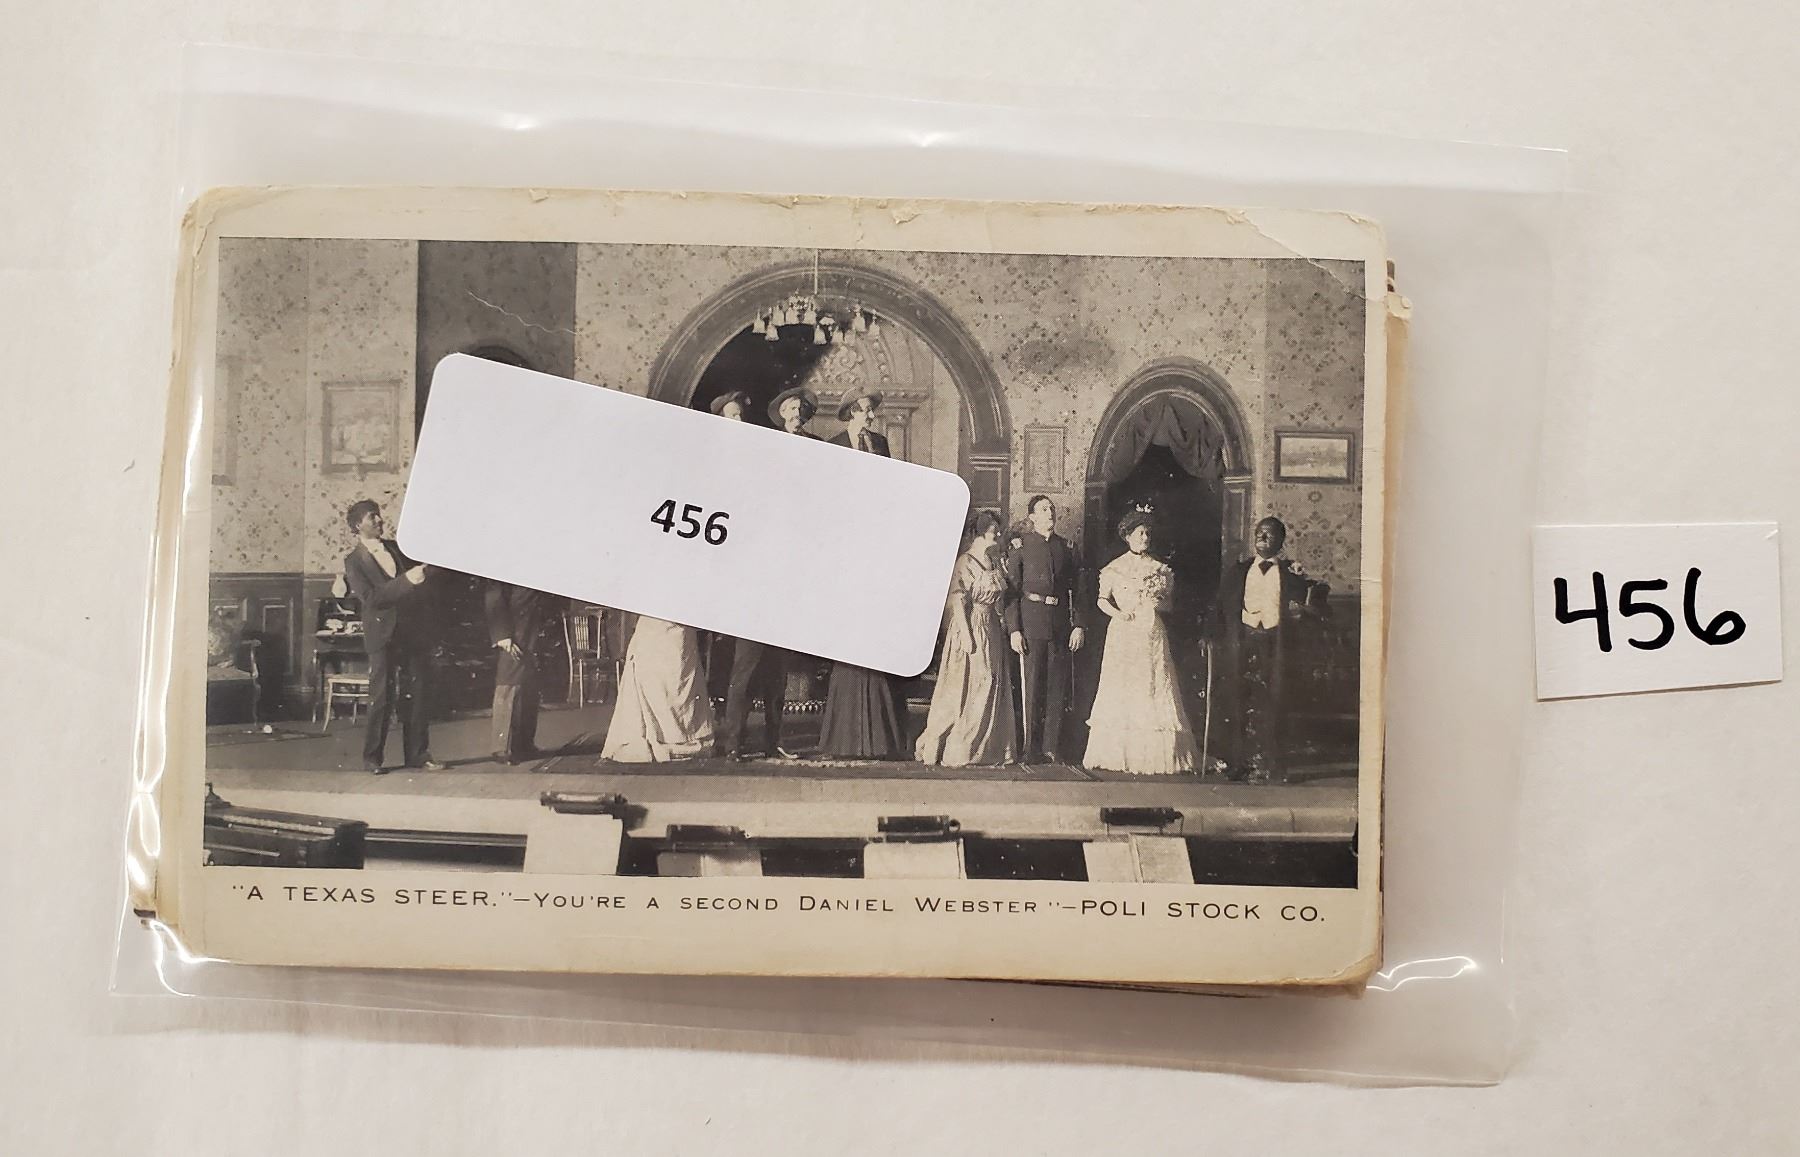 456
456
"A TEXAS STEER."—YOU'RE A SECOND DANIEL WEBSTER "—POLI STOCK CO.